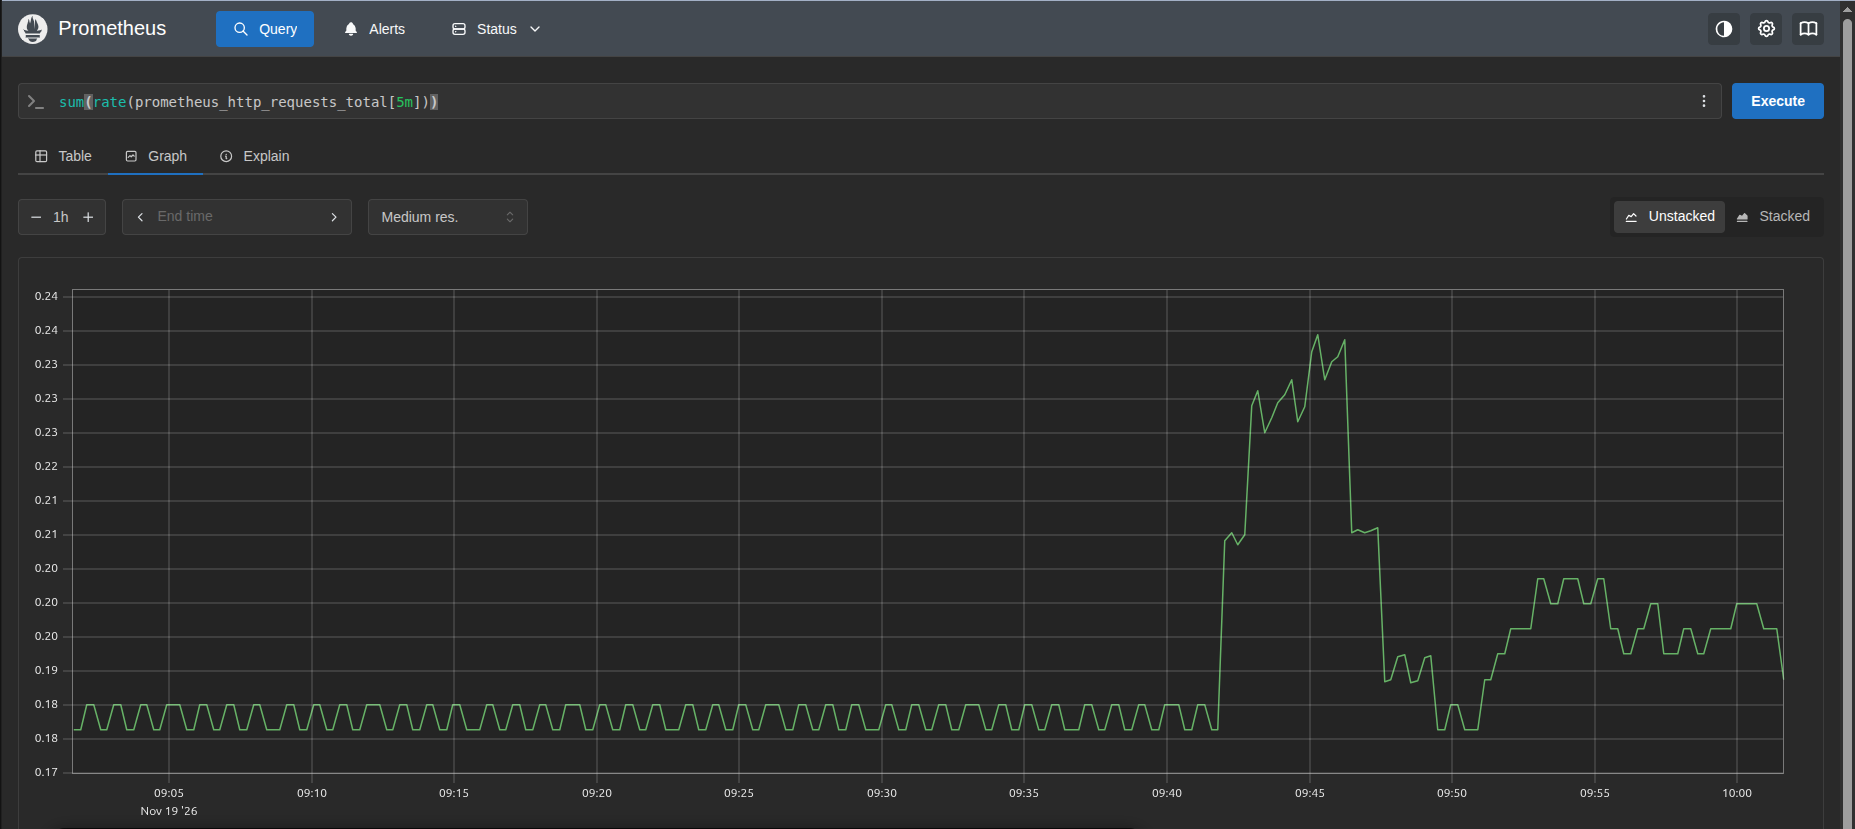 Prometheus Query Alerts Status
sum(rate(prometheus_http_requests_total[5m]))
Execute
Table Graph Explain
1h End time Medium res. Unstacked Stacked
0.24
0.24
0.23
0.23
0.23
0.22
0.21
0.21
0.20
0.20
0.20
0.19
0.18
0.18
0.17
09:05 09:10 09:15 09:20 09:25 09:30 09:35 09:40 09:45 09:50 09:55 10:00
Nov 19 '26